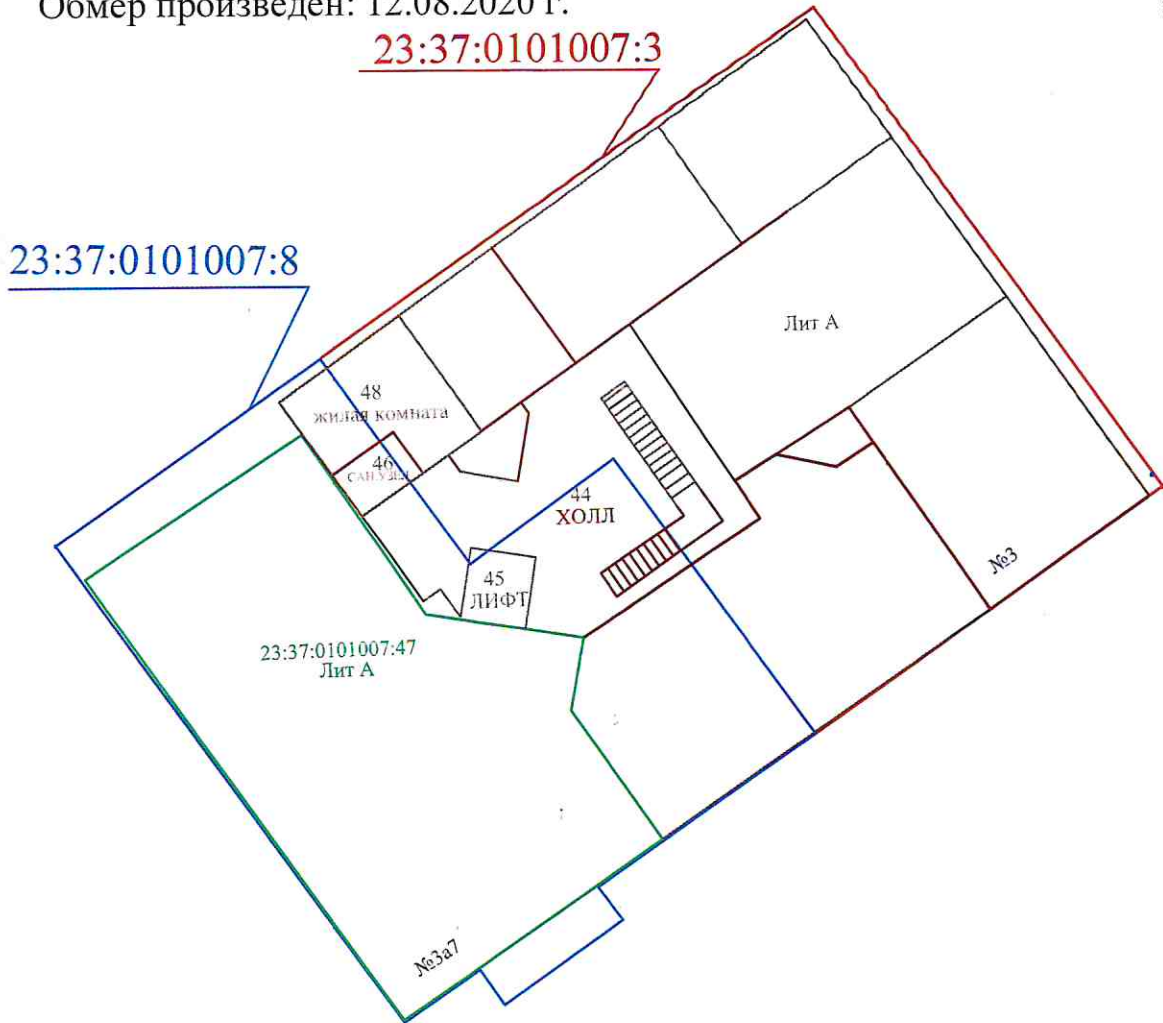 Обмер произведен: 12.08.2020 г.
23:37:0101007:3
23:37:0101007:8
Лит А
48
жилая комната
46
САН.УЗЕЛ
44
ХОЛЛ
45
ЛИФТ
№3
23:37:0101007:47
Лит А
№3а7